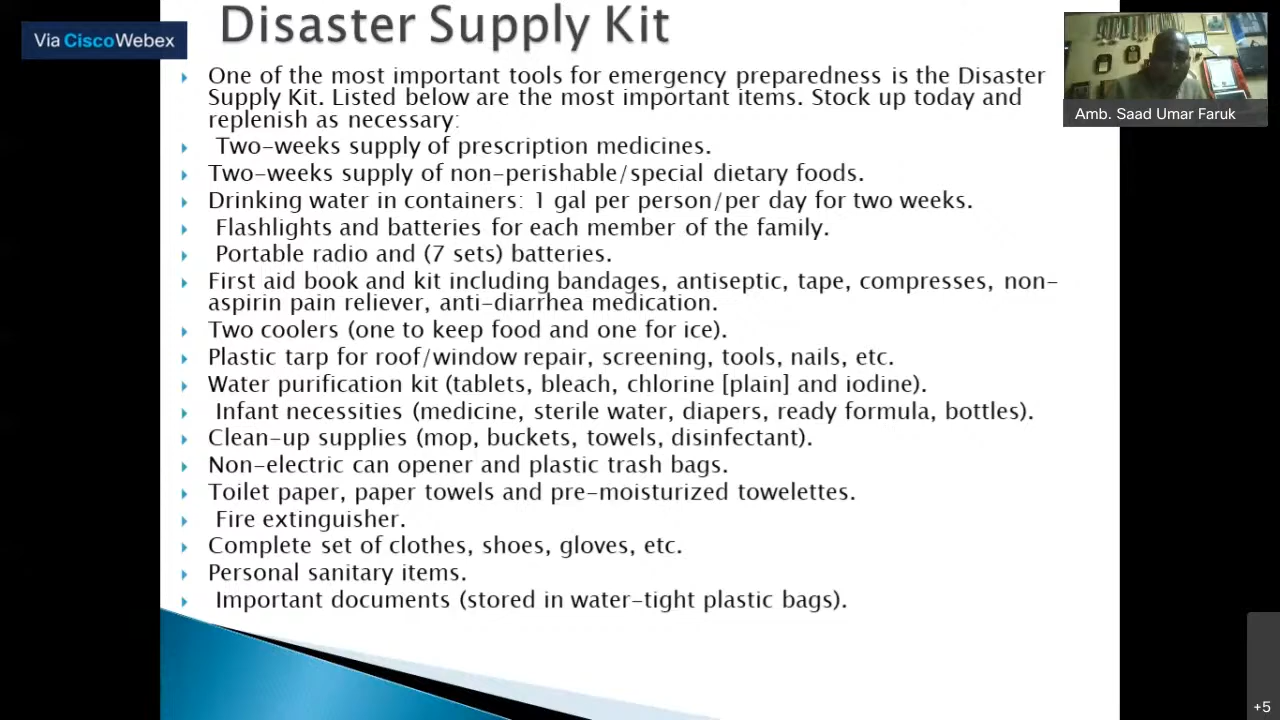 Disaster Supply Kit
Via Cisco Webex
One of the most important tools for emergency preparedness is the Disaster
Supply Kit. Listed below are the most important items. Stock up today and
replenish as necessary:
Two-weeks supply of prescription medicines.
Two-weeks supply of non-perishable/special dietary foods.
Drinking water in containers: 1 gal per person/per day for two weeks.
Flashlights and batteries for each member of the family.
Portable radio and (7 sets) batteries.
First aid book and kit including bandages, antiseptic, tape, compresses, non-
aspirin pain reliever, anti-diarrhea medication.
Two coolers (one to keep food and one for ice).
Plastic tarp for roof/window repair, screening, tools, nails, etc.
Water purification kit (tablets, bleach, chlorine [plain] and iodine).
Infant necessities (medicine, sterile water, diapers, ready formula, bottles).
Clean-up supplies (mop, buckets, towels, disinfectant).
Non-electric can opener and plastic trash bags.
Toilet paper, paper towels and pre-moisturized towelettes.
Fire extinguisher.
Complete set of clothes, shoes, gloves, etc.
Personal sanitary items.
Important documents (stored in water-tight plastic bags).
Amb. Saad Umar Faruk
+5